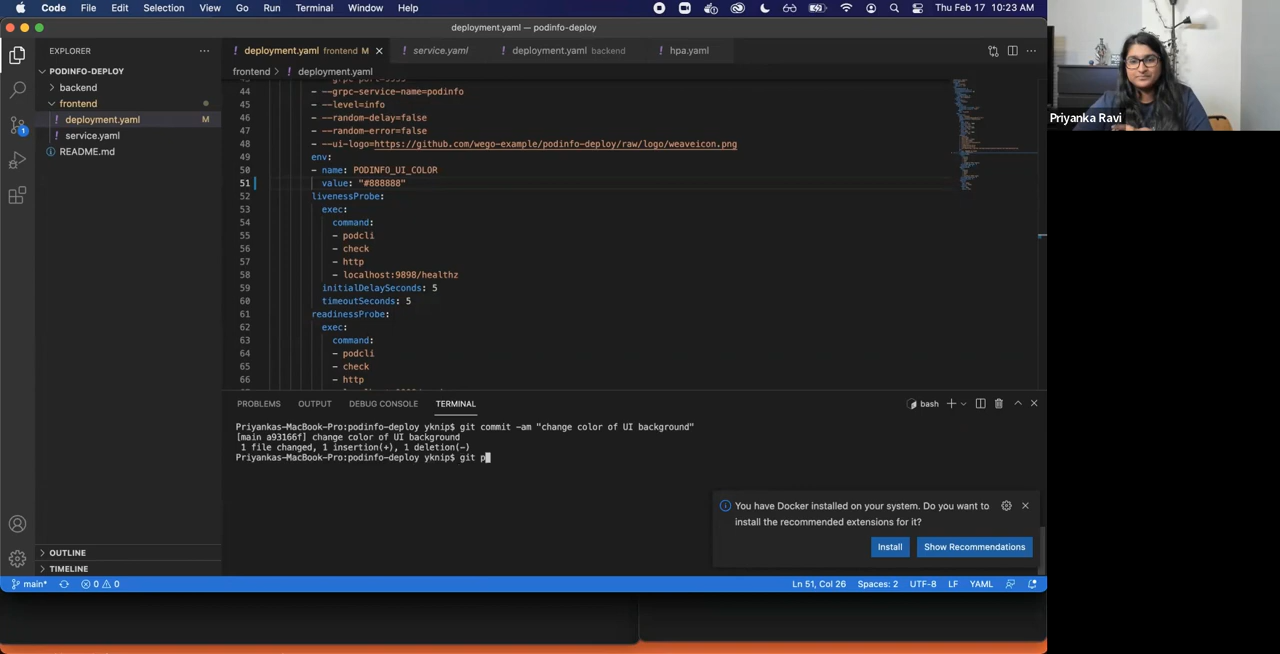 Code File Edit Selection View Go Run Terminal Window Help
Thu Feb 17 10:23 AM
deployment.yaml — podinfo-deploy
EXPLORER
PODINFO-DEPLOY
backend
frontend
deployment.yaml M
service.yaml
README.md
OUTLINE
TIMELINE
1
deployment.yaml frontend M
service.yaml
deployment.yaml backend
hpa.yaml
frontend > ! deployment.yaml
44 - --grpc-service-name=podinfo
45 - --level=info
46 - --random-delay=false
47 - --random-error=false
48 - --ui-logo=https://github.com/wego-example/podinfo-deploy/raw/logo/weaveicon.png
49 env:
50 - name: PODINFO_UI_COLOR
51 value: "#888888"
52 livenessProbe:
53 exec:
54 command:
55 - podcli
56 - check
57 - http
58 - localhost:9898/healthz
59 initialDelaySeconds: 5
60 timeoutSeconds: 5
61 readinessProbe:
62 exec:
63 command:
64 - podcli
65 - check
66 - http
PROBLEMS OUTPUT DEBUG CONSOLE TERMINAL
bash
Priyankas-MacBook-Pro:podinfo-deploy yknip$ git commit -am "change color of UI background"
[main a93166f] change color of UI background
1 file changed, 1 insertion(+), 1 deletion(-)
Priyankas-MacBook-Pro:podinfo-deploy yknip$ git p
You have Docker installed on your system. Do you want to
install the recommended extensions for it?
Install
Show Recommendations
main* 0 0
Ln 51, Col 26 Spaces: 2 UTF-8 LF YAML
Priyanka Ravi